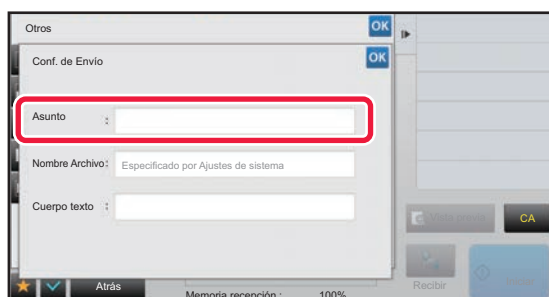 Otros
OK
Conf. de Envío
OK
Asunto :
Nombre Archivo: Especificado por Ajustes de sistema
Cuerpo texto :
CA
Atrás
Memoria recepción : 100%
Recibir